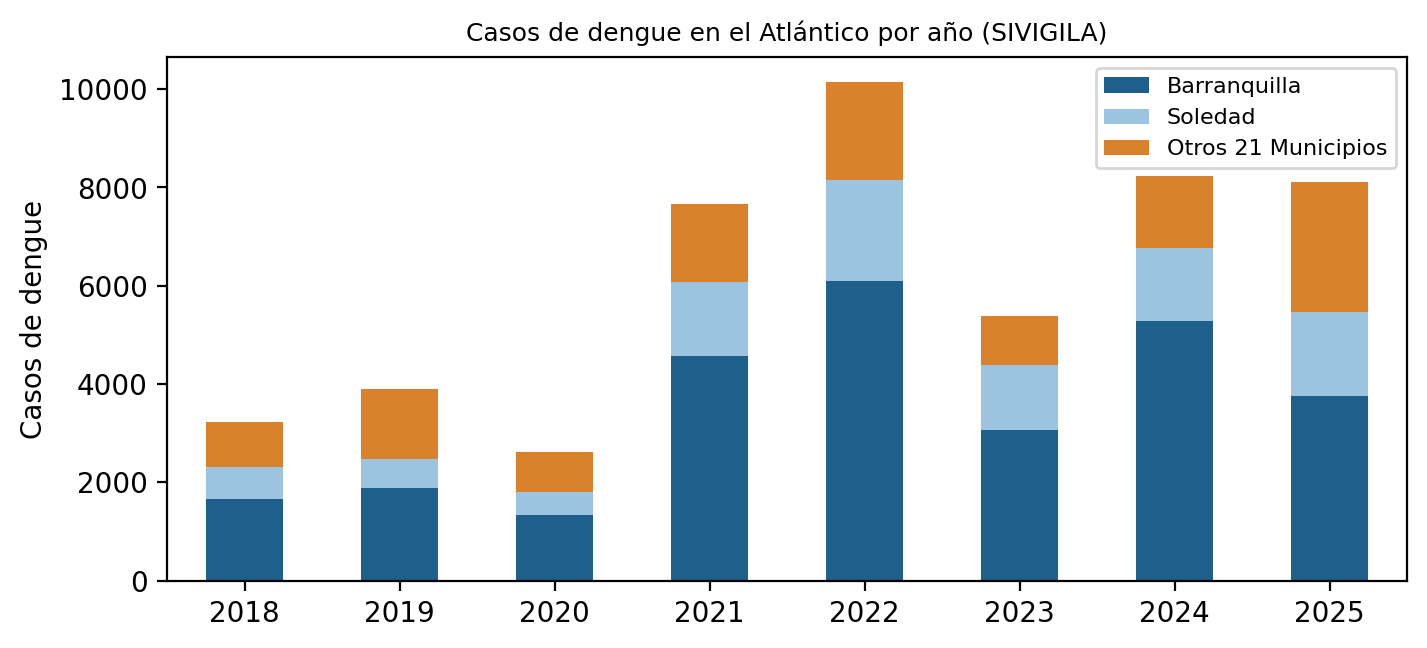 Casos de dengue en el Atlántico por año (SIVIGILA)
Casos de dengue
10000
8000
6000
4000
2000
0
Barranquilla
Soledad
Otros 21 Municipios
2018 2019 2020 2021 2022 2023 2024 2025